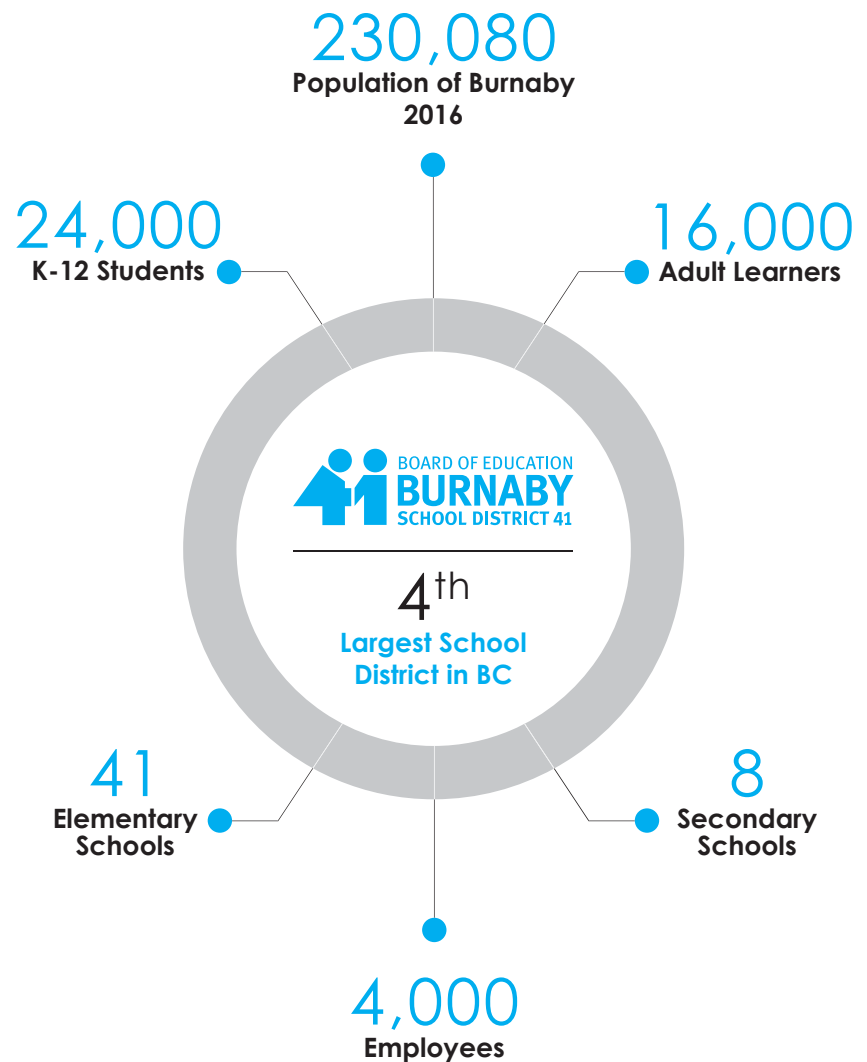 230,080
Population of Burnaby
2016
24,000
K-12 Students
16,000
Adult Learners
41
BOARD OF EDUCATION
BURNABY
SCHOOL DISTRICT 41
4th
Largest School
District in BC
41
Elementary
Schools
8
Secondary
Schools
4,000
Employees